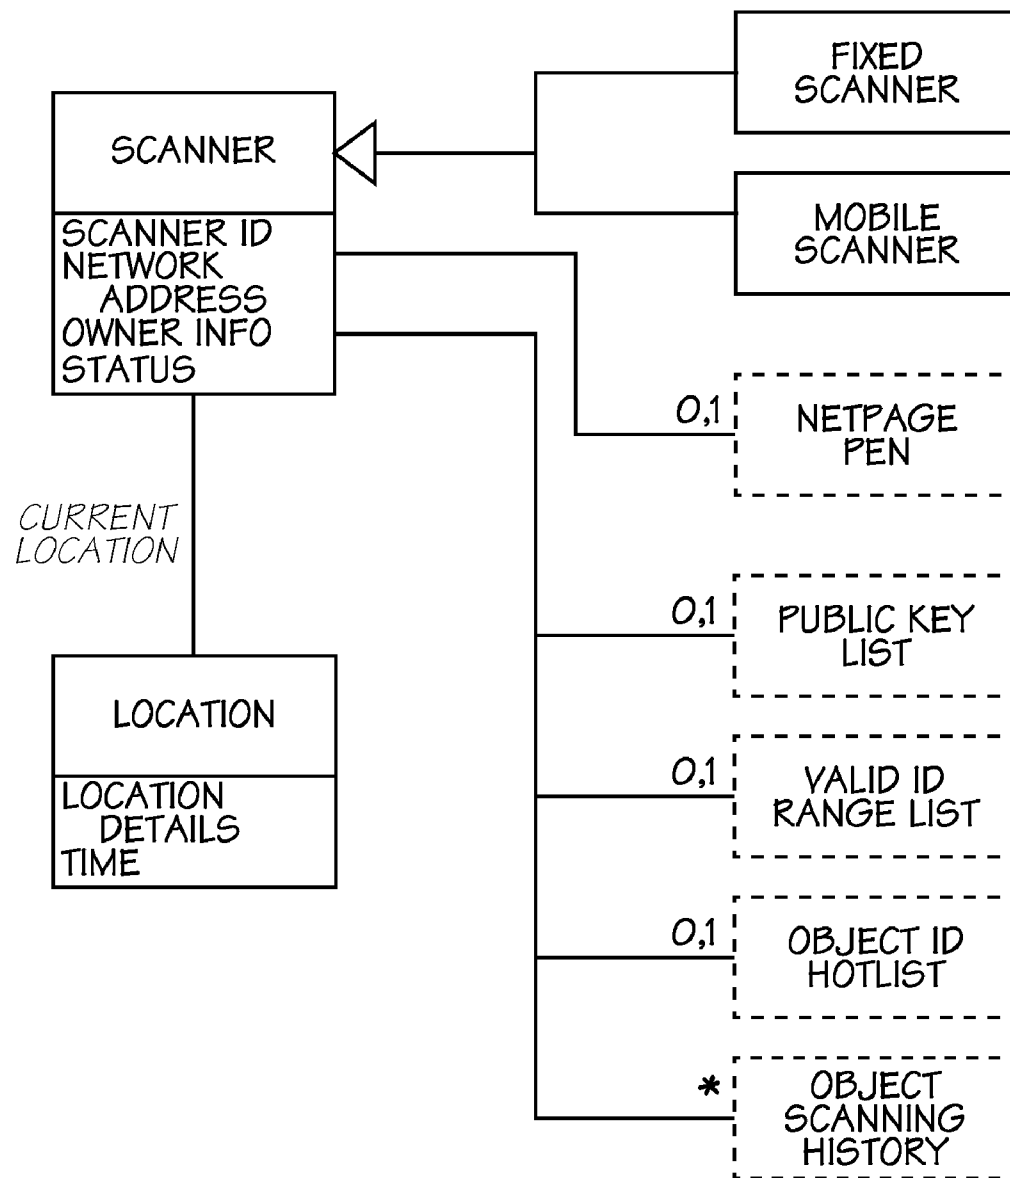 FIXED
SCANNER
SCANNER
SCANNER ID
NETWORK
ADDRESS
OWNER INFO
STATUS
MOBILE
SCANNER
0,1
NETPAGE
PEN
CURRENT
LOCATION
0,1
PUBLIC KEY
LIST
LOCATION
LOCATION
DETAILS
TIME
0,1
VALID ID
RANGE LIST
0,1
OBJECT ID
HOTLIST
*
OBJECT
SCANNING
HISTORY